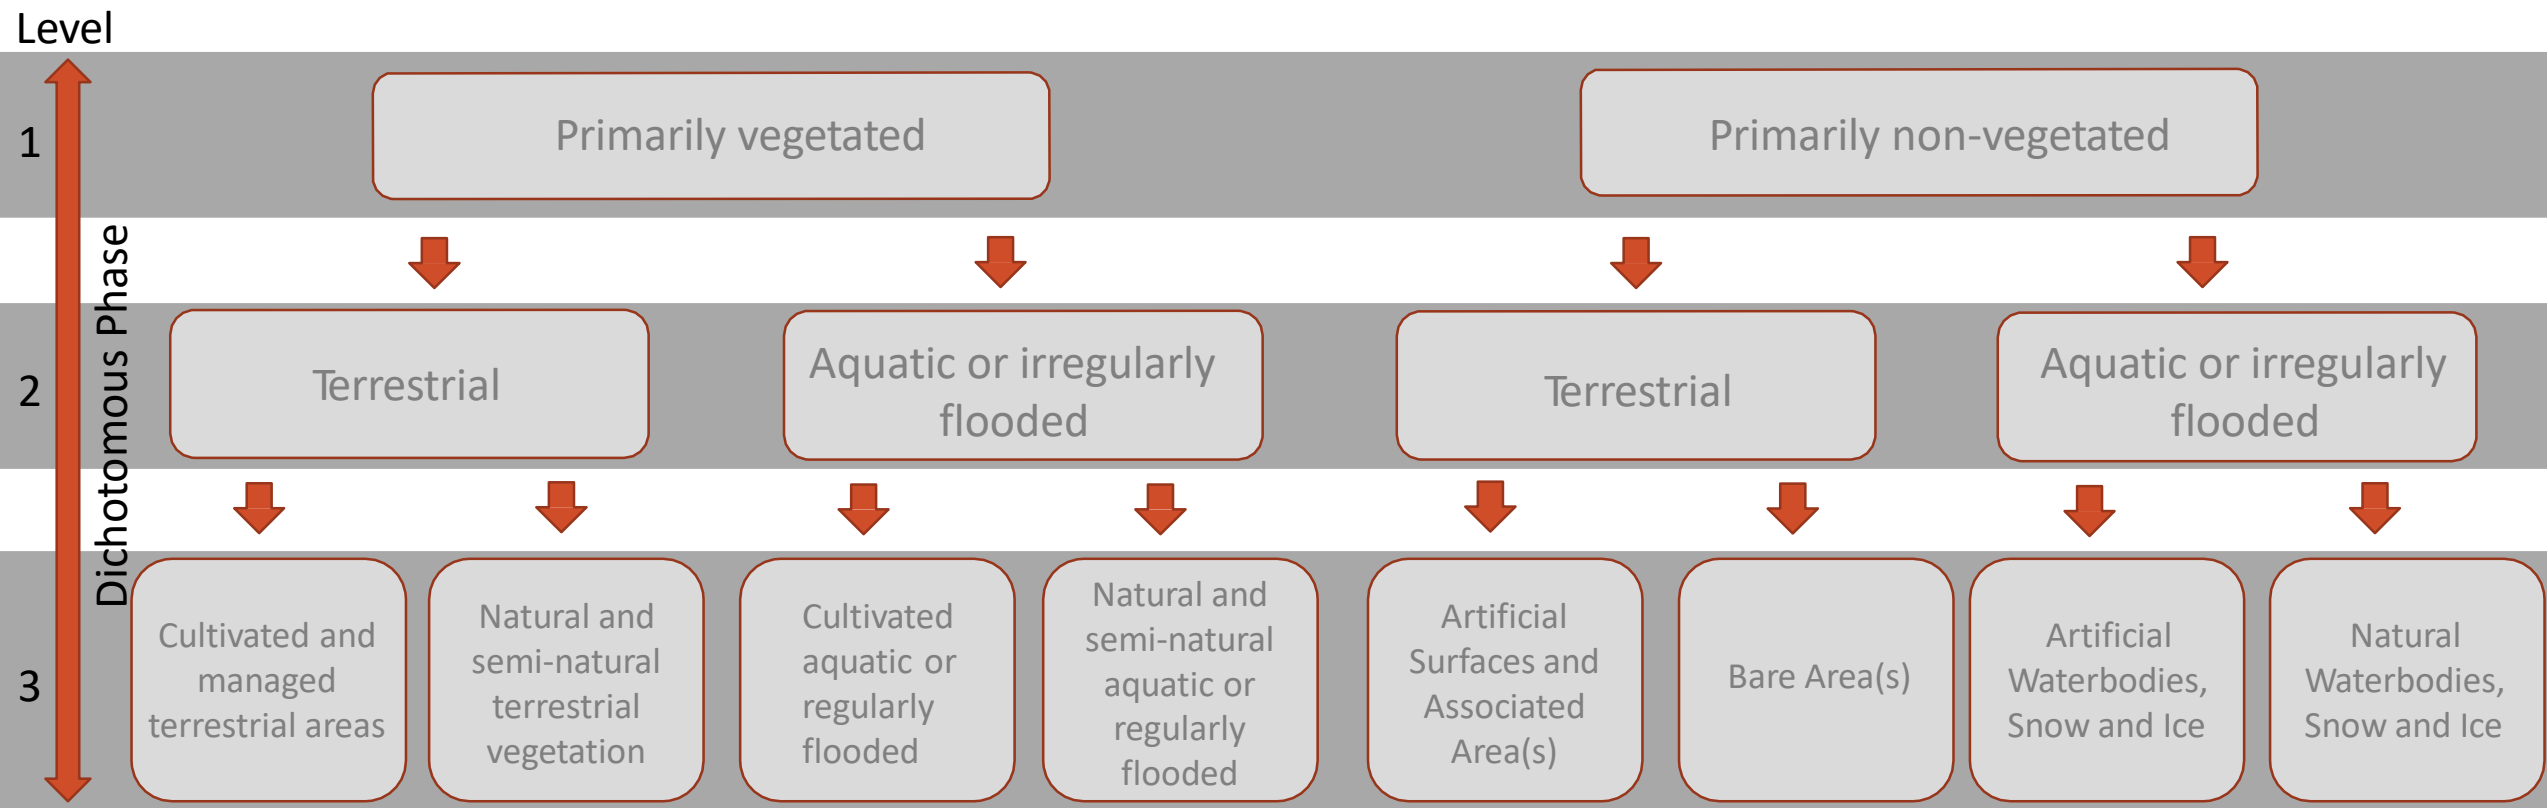 Level
1
Primarily vegetated
Primarily non-vegetated
Dichotomous Phase
2
Terrestrial
Aquatic or irregularly
flooded
Terrestrial
Aquatic or irregularly
flooded
3
Cultivated and
managed
terrestrial areas
Natural and
semi-natural
terrestrial
vegetation
Cultivated
aquatic or
regularly
flooded
Natural and
semi-natural
aquatic or
regularly
flooded
Artificial
Surfaces and
Associated
Area(s)
Bare Area(s)
Artificial
Waterbodies,
Snow and Ice
Natural
Waterbodies,
Snow and Ice